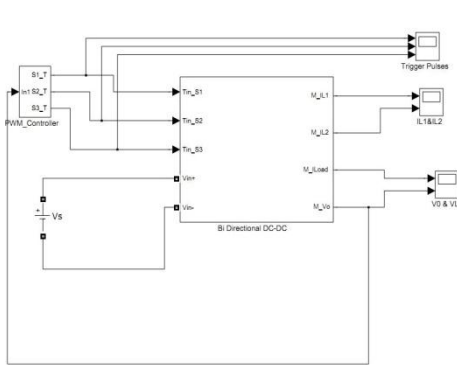 S1_T
In1 S2_T
S3_T
PWM_Controller
Tin_S1
Tin_S2
Tin_S3
Vin+
Vin-
M_iL1
M_iL2
M_iLoad
M_Vo
Bi Directional DC-DC
Trigger Pulses
IL1&IL2
V0 & VL
+
Vs